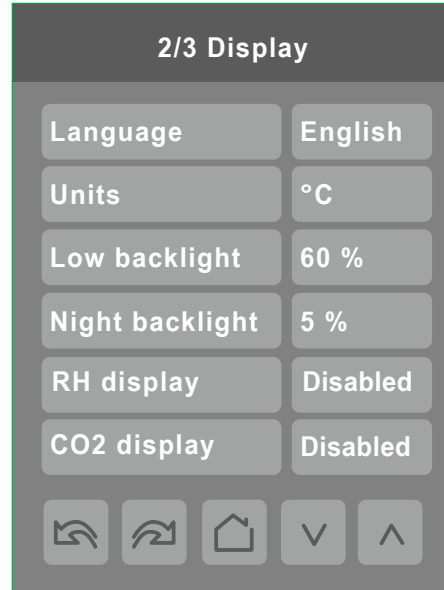 2/3 Display
Language English
Units °C
Low backlight 60 %
Night backlight 5 %
RH display Disabled
CO2 display Disabled